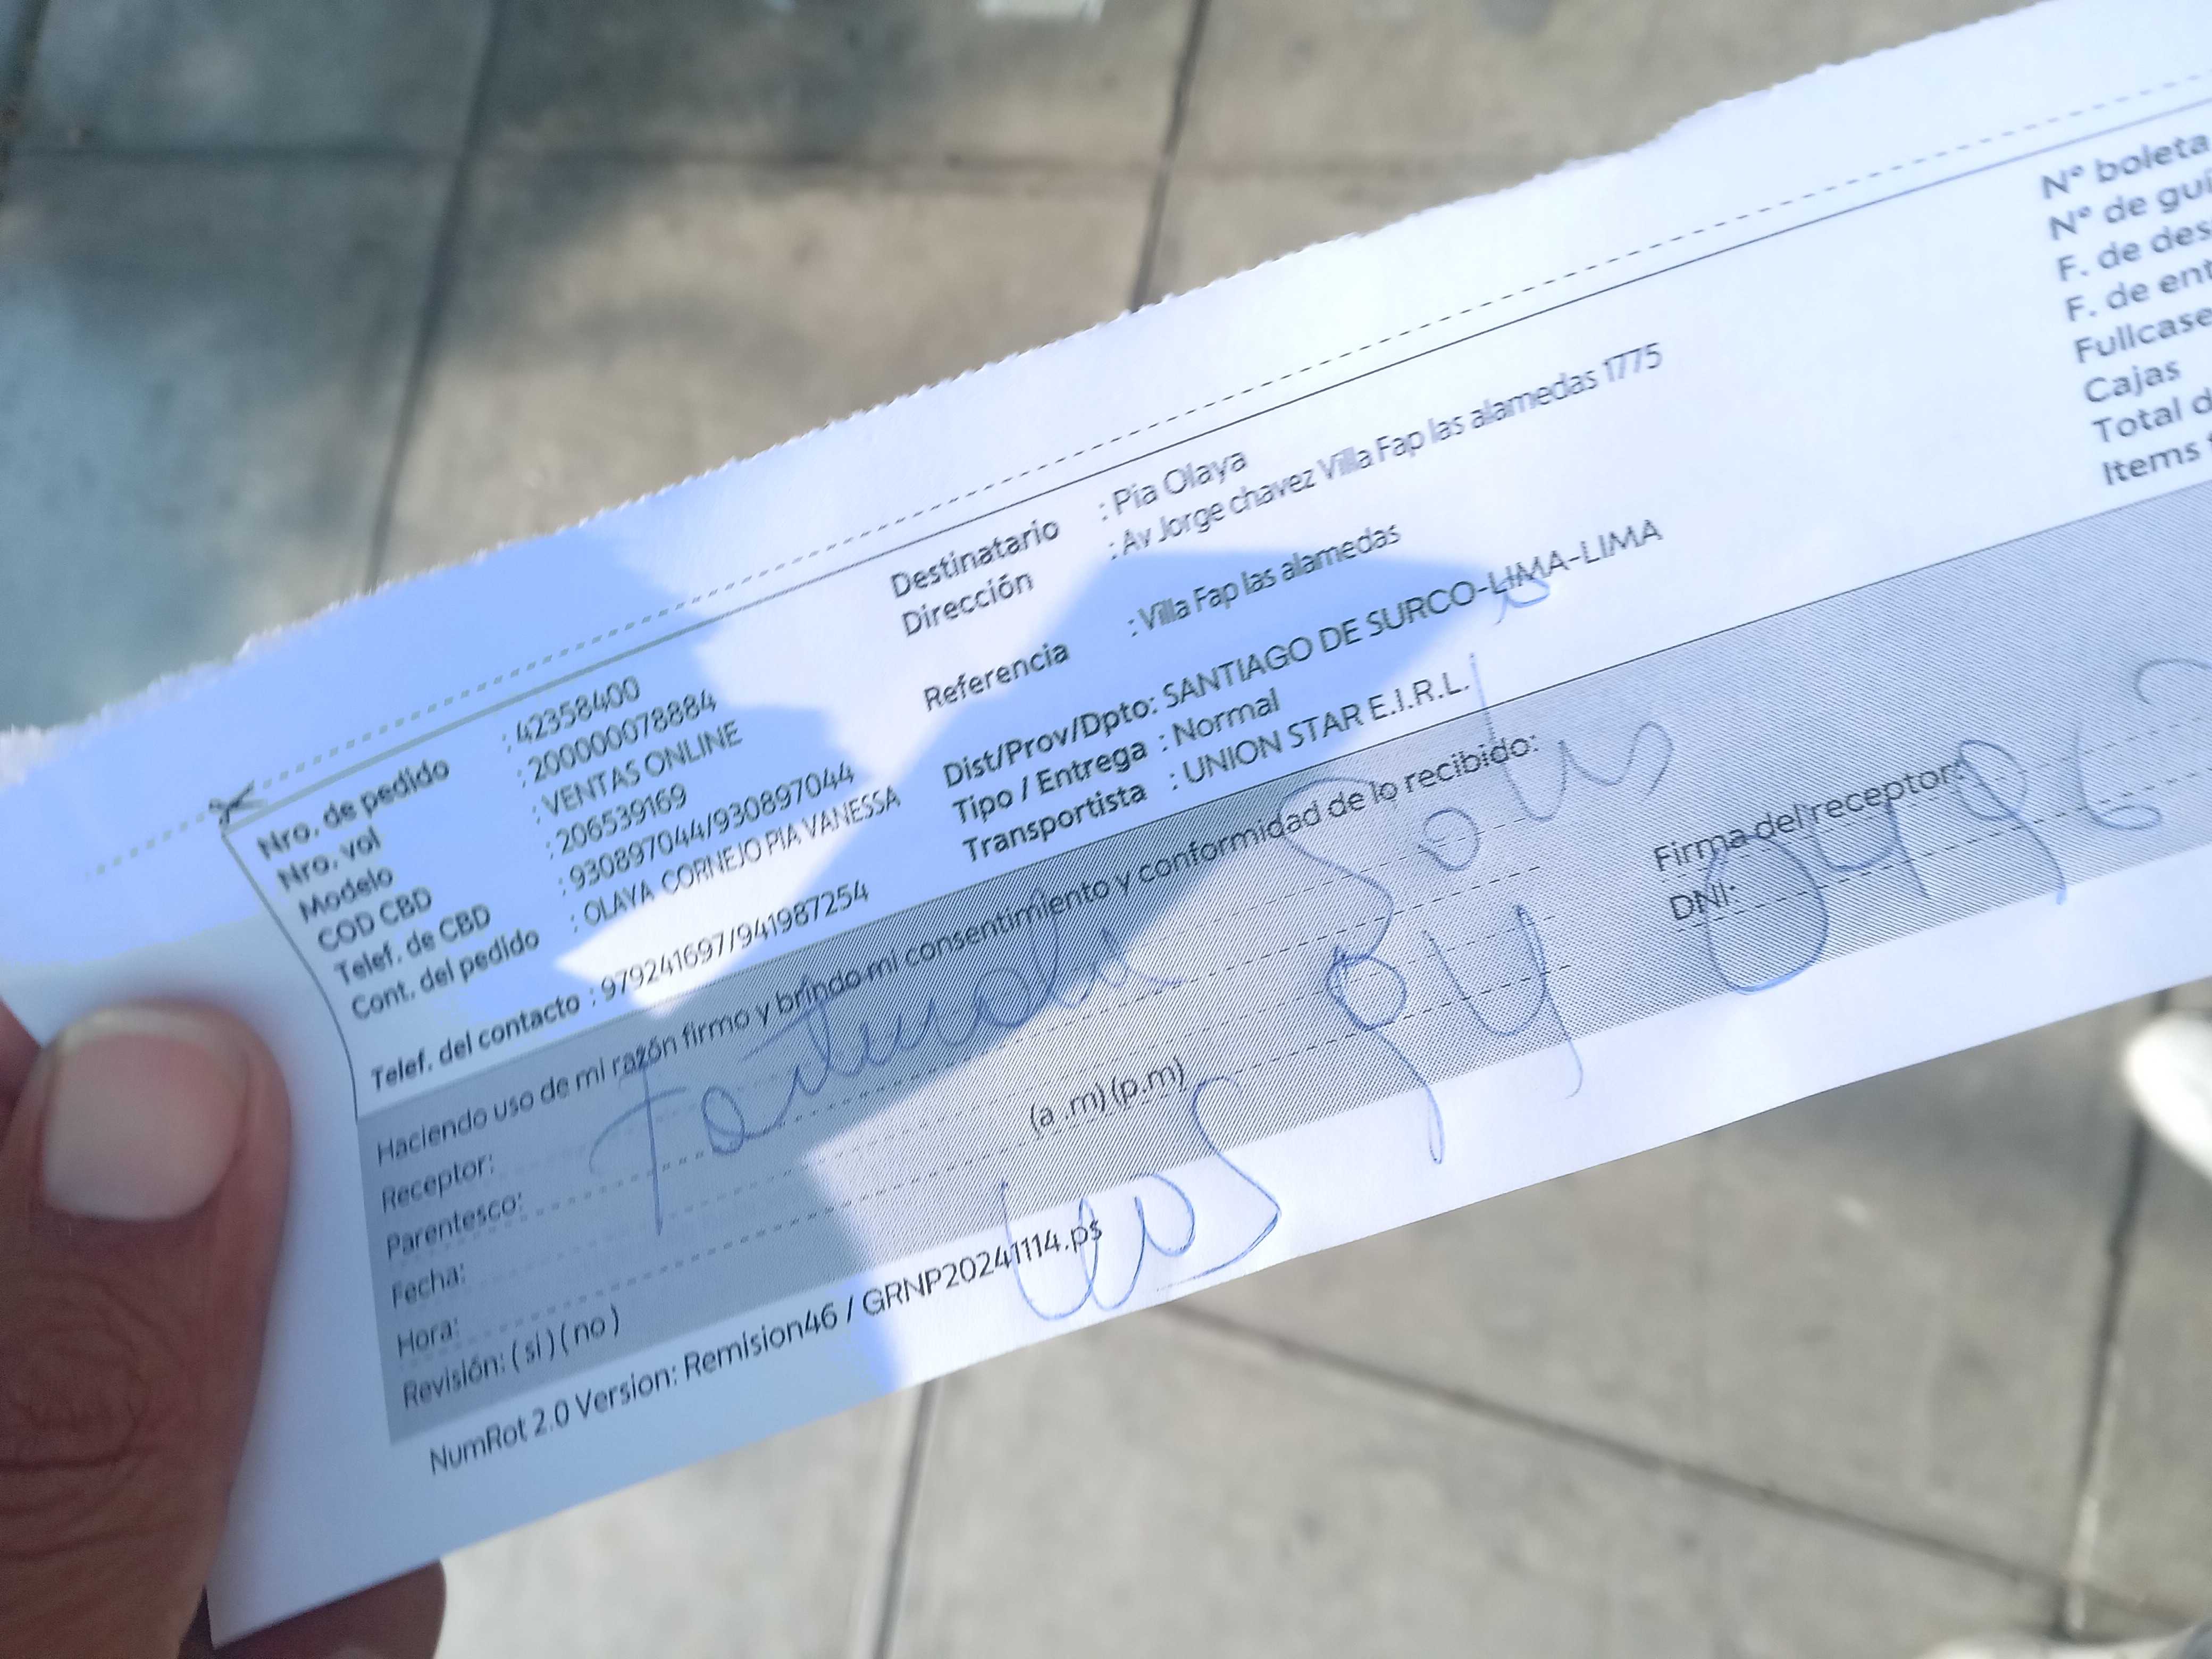 Nro. de pedido : 42358400
Nro. vol : 20000078884
Modelo : VENTAS ONLINE
COD CBD : 206539169
Telef. de CBD : 930897044/930897044
Cont. del pedido : OLAYA CORNEJO PIA VANESSA
Telef. del contacto : 979241697/941987254
Destinatario : Pia Olaya
Dirección : Av Jorge chavez Villa Fap las alamedas 1775
Referencia : Villa Fap las alamedas
Dist/Prov/Dpto: SANTIAGO DE SURCO-LIMA-LIMA
Tipo / Entrega : Normal
Transportista : UNION STAR E.I.R.L.
N° boleta
N° de guí
F. de des
F. de ent
Fullcase
Cajas
Total d
Items
Haciendo uso de mi razón firmo y brindo mi consentimiento y conformidad de lo recibido:
Receptor:
Parentesco:
Fecha:
Hora: (a .m) (p.m)
Revisión: ( si ) ( no )
Firma del receptor:
DNI:
NumRot 2.0 Version: Remision46 / GRNP20241114.ps